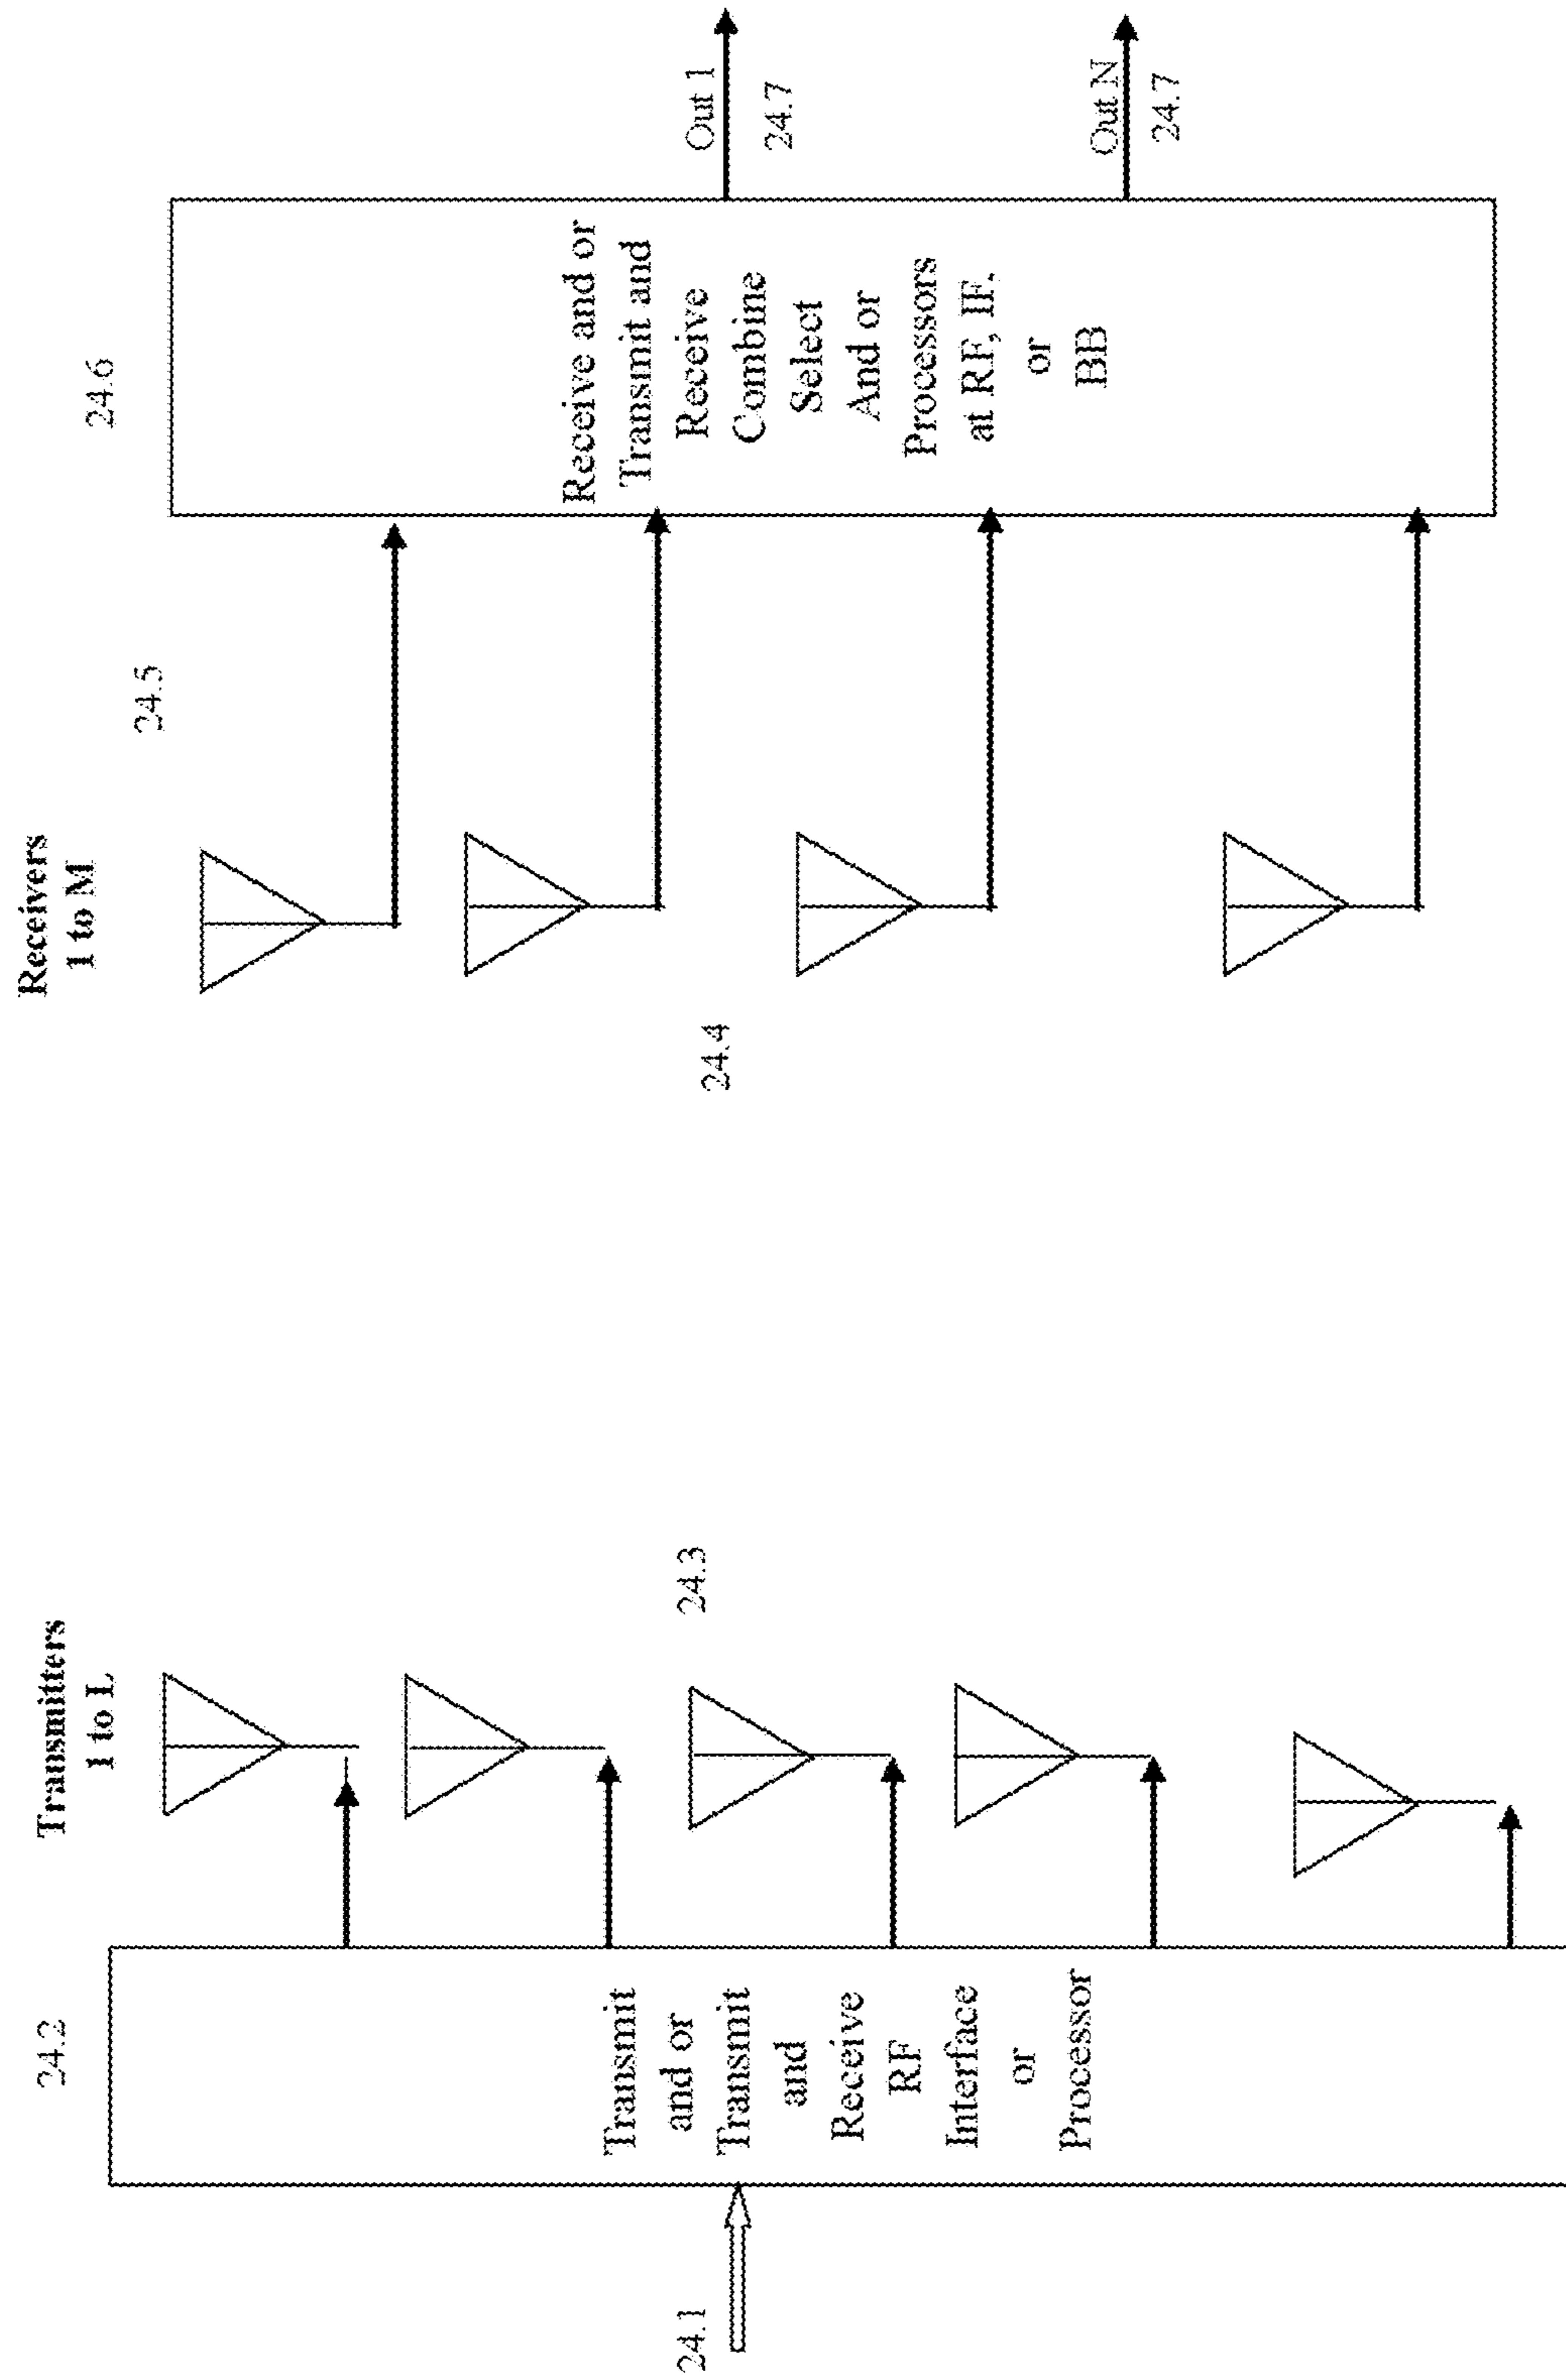 24.1
24.2
Transmit
and or
Transmit
and
Receive
RF
Interface
or
Processor
Transmitters
1 to L
24.3
24.4
Receivers
1 to M
24.5
24.6
Receive and or
Transmit and
Receive
Combine
Select
And or
Processors
at RF, IF,
or
BB
Out 1
24.7
Out N
24.7